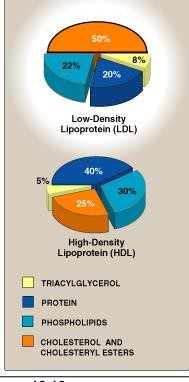 50%
8%
22%
20%
Low-Density
Lipoprotein (LDL)
40%
5%
30%
25%
High-Density
Lipoprotein (HDL)
TRIACYLGLYCEROL
PROTEIN
PHOSPHOLIPIDS
CHOLESTEROL AND
CHOLESTERYL ESTERS